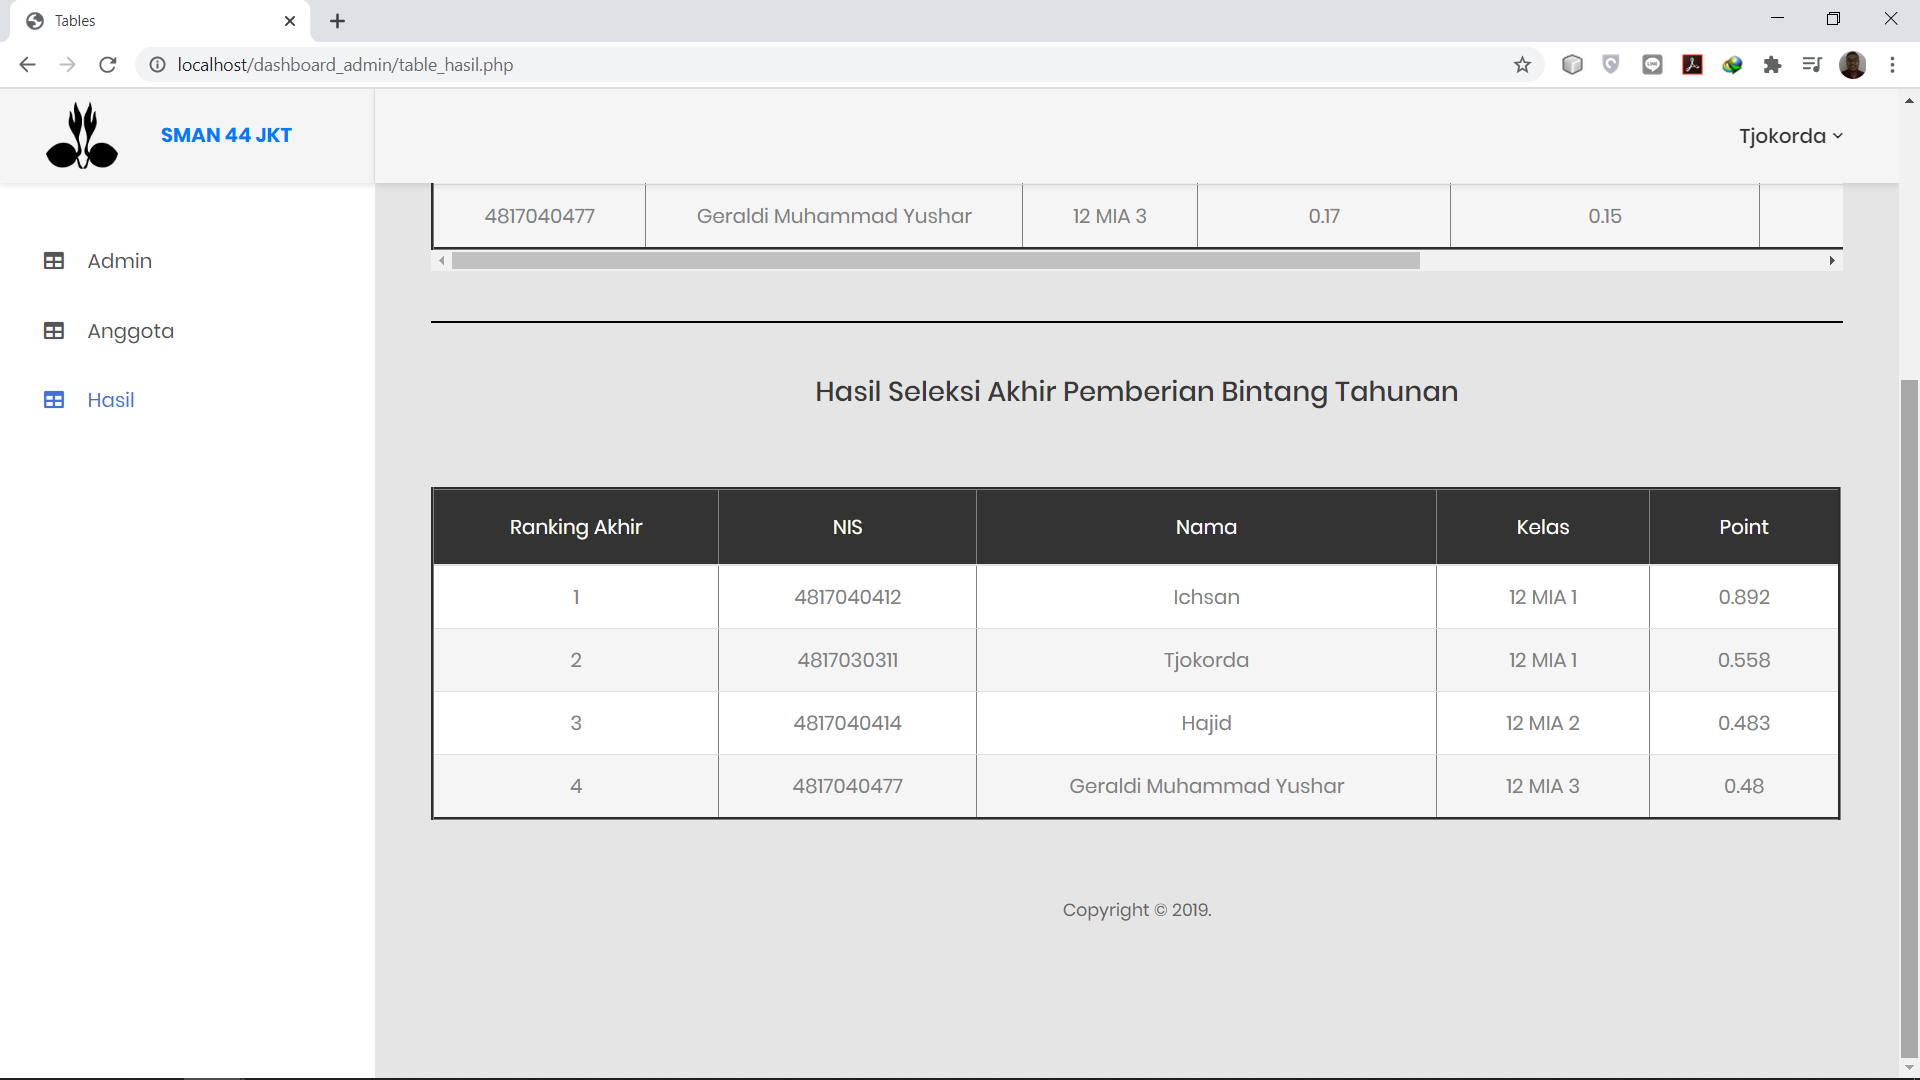 Tables
localhost/dashboard_admin/table_hasil.php
SMAN 44 JKT
Tjokorda
Admin
Anggota
Hasil
4817040477 Geraldi Muhammad Yushar 12 MIA 3 0.17 0.15
Hasil Seleksi Akhir Pemberian Bintang Tahunan
Ranking Akhir NIS Nama Kelas Point
1 4817040412 Ichsan 12 MIA 1 0.892
2 4817030311 Tjokorda 12 MIA 1 0.558
3 4817040414 Hajid 12 MIA 2 0.483
4 4817040477 Geraldi Muhammad Yushar 12 MIA 3 0.48
Copyright © 2019.